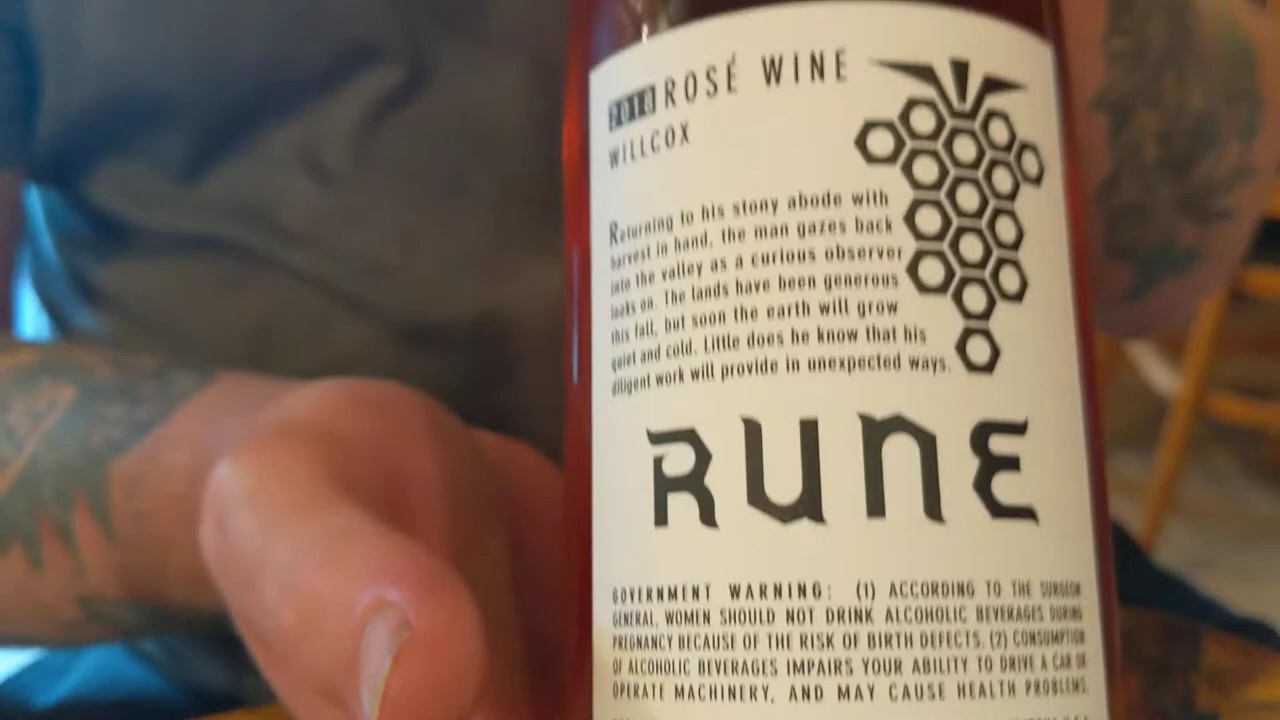 2018 ROSÉ WINE
WILLCOX
Returning to his stony abode with
harvest in hand, the man gazes back
into the valley as a curious observer
looks on. The lands have been generous
this fall, but soon the earth will grow
quiet and cold. Little does he know that his
diligent work will provide in unexpected ways.
RUNE
GOVERNMENT WARNING: (1) ACCORDING TO THE SURGEON
GENERAL, WOMEN SHOULD NOT DRINK ALCOHOLIC BEVERAGES DURING
PREGNANCY BECAUSE OF THE RISK OF BIRTH DEFECTS. (2) CONSUMPTION
OF ALCOHOLIC BEVERAGES IMPAIRS YOUR ABILITY TO DRIVE A CAR OR
OPERATE MACHINERY, AND MAY CAUSE HEALTH PROBLEMS.